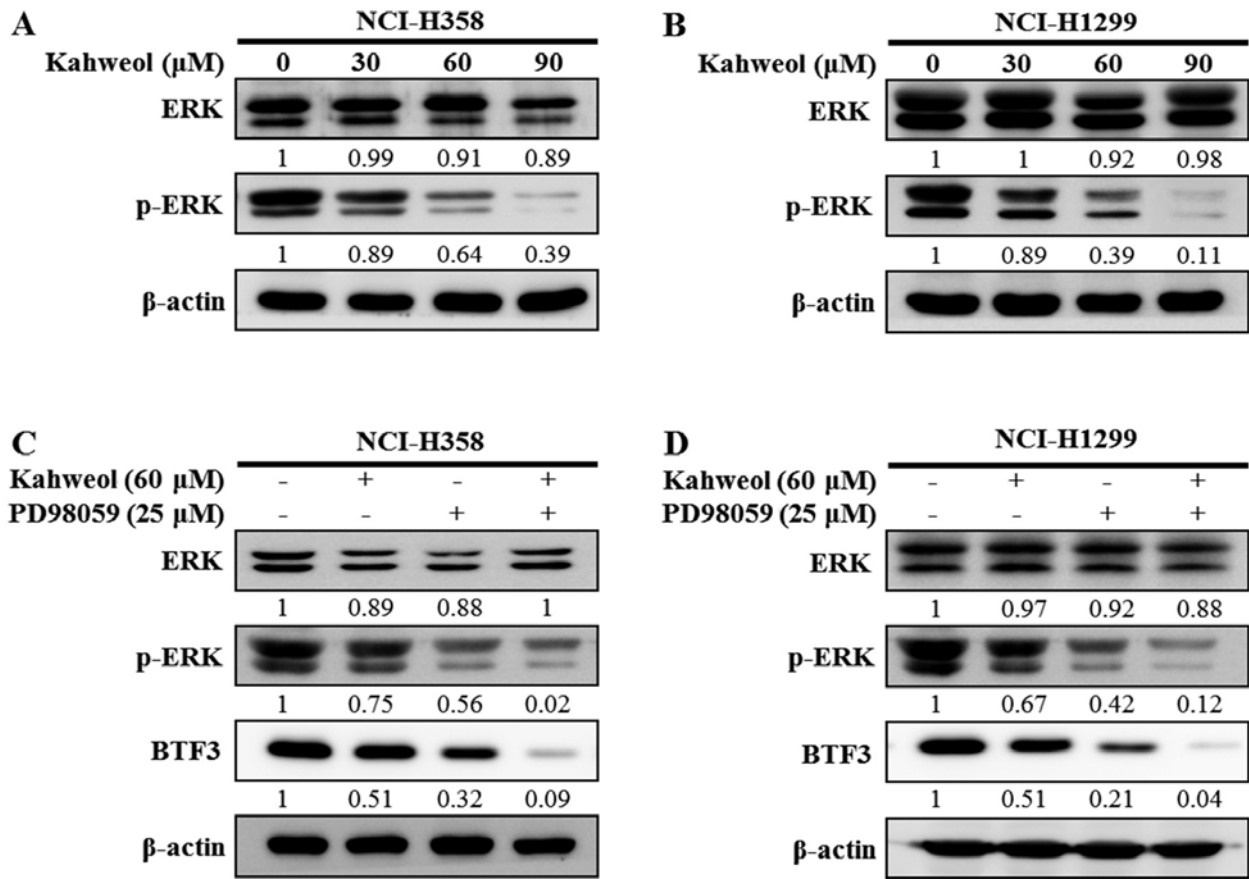 A
NCI-H358
Kahweol (μM) 0 30 60 90
ERK
1 0.99 0.91 0.89
p-ERK
1 0.89 0.64 0.39
β-actin
B
NCI-H1299
Kahweol (μM) 0 30 60 90
ERK
1 1 0.92 0.98
p-ERK
1 0.89 0.39 0.11
β-actin
C
NCI-H358
Kahweol (60 μM) - + - +
PD98059 (25 μM) - - + +
ERK
1 0.89 0.88 1
p-ERK
1 0.75 0.56 0.02
BTF3
1 0.51 0.32 0.09
β-actin
D
NCI-H1299
Kahweol (60 μM) - + - +
PD98059 (25 μM) - - + +
ERK
1 0.97 0.92 0.88
p-ERK
1 0.67 0.42 0.12
BTF3
1 0.51 0.21 0.04
β-actin